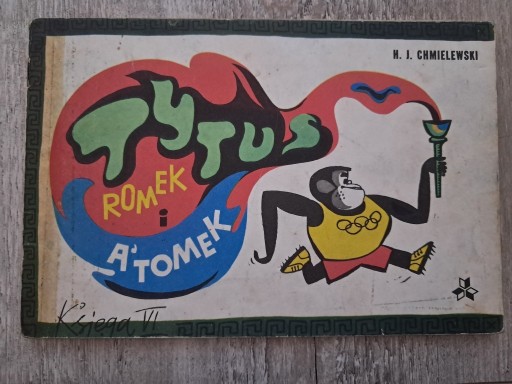 H. J. CHMIELEWSKI
TYTUS
ROMEK
i
A'TOMEK
Księga VI